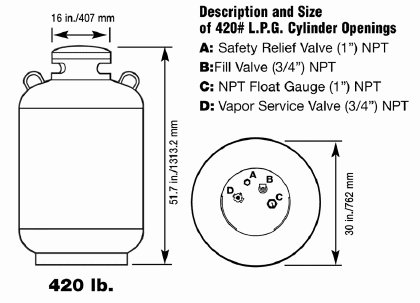 16 in./407 mm
Description and Size
of 420# L.P.G. Cylinder Openings
A: Safety Relief Valve (1") NPT
B:Fill Valve (3/4") NPT
C: NPT Float Gauge (1") NPT
D: Vapor Service Valve (3/4") NPT
51.7 in./1313.2 mm
A
B
D
C
30 in./762 mm
420 lb.